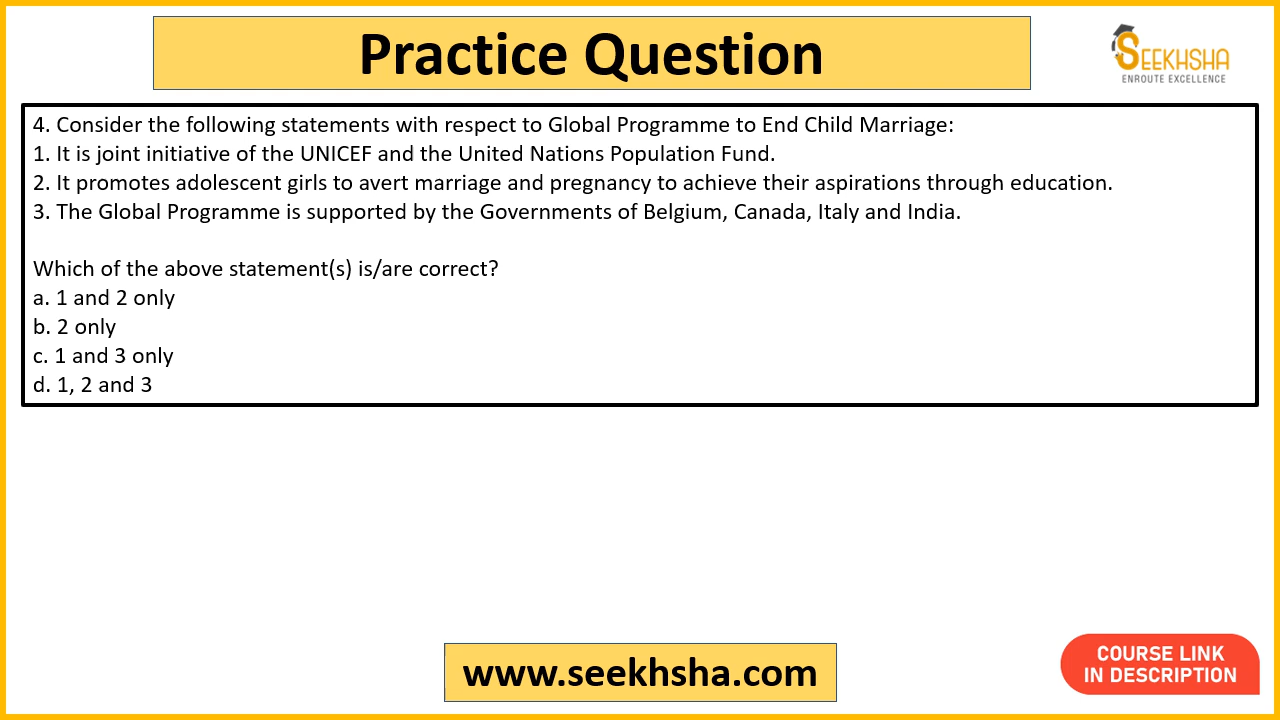 Practice Question
SEEKHSHA
ENROUTE EXCELLENCE
4. Consider the following statements with respect to Global Programme to End Child Marriage:
1. It is joint initiative of the UNICEF and the United Nations Population Fund.
2. It promotes adolescent girls to avert marriage and pregnancy to achieve their aspirations through education.
3. The Global Programme is supported by the Governments of Belgium, Canada, Italy and India.
Which of the above statement(s) is/are correct?
a. 1 and 2 only
b. 2 only
c. 1 and 3 only
d. 1, 2 and 3
www.seekhsha.com
COURSE LINK
IN DESCRIPTION